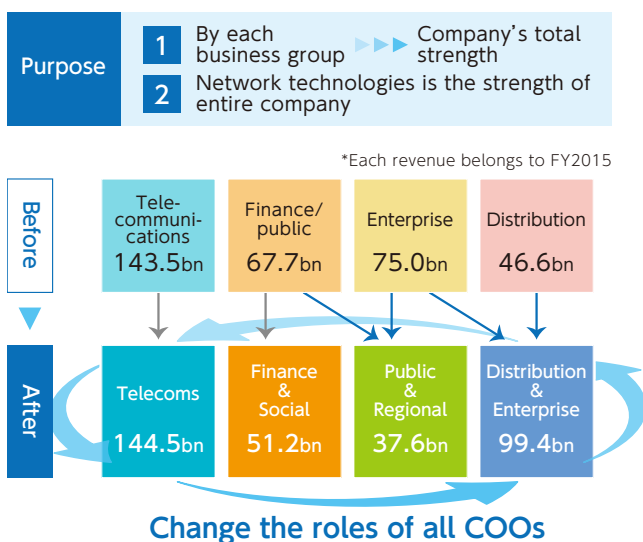 Purpose
1 By each business group Company's total strength
2 Network technologies is the strength of
entire company
*Each revenue belongs to FY2015
Before
Tele-
communi-
cations
143.5bn
Finance/
public
67.7bn
Enterprise
75.0bn
Distribution
46.6bn
After
Telecoms
144.5bn
Finance
&
Social
51.2bn
Public
&
Regional
37.6bn
Distribution
&
Enterprise
99.4bn
Change the roles of all COOs